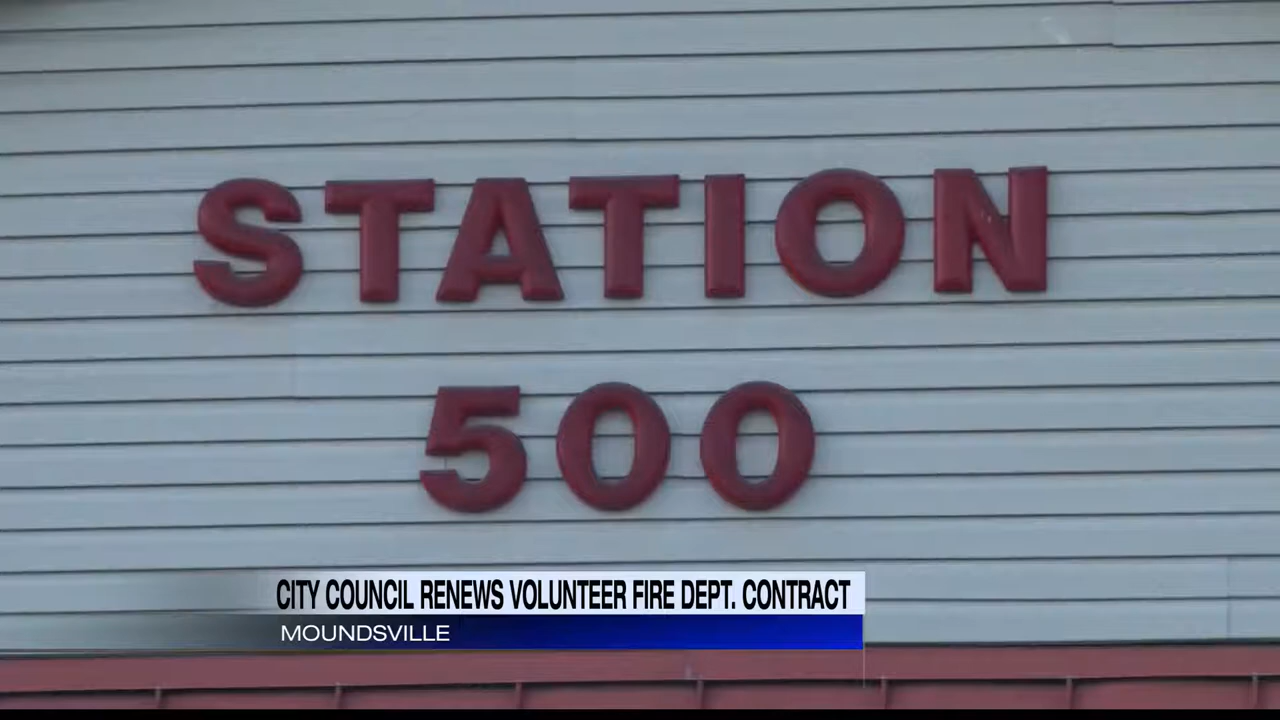 STATION
500
CITY COUNCIL RENEWS VOLUNTEER FIRE DEPT. CONTRACT
MOUNDSVILLE